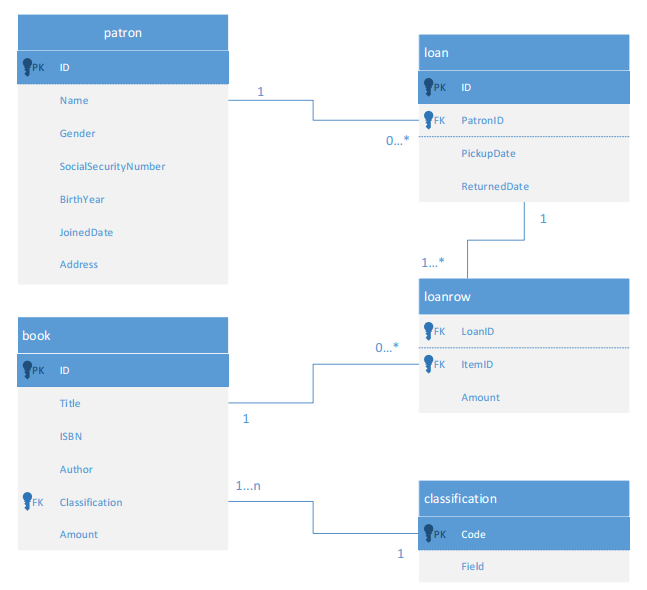 patron
PK ID
Name
Gender
SocialSecurityNumber
BirthYear
JoinedDate
Address
1
0...*
loan
PK ID
FK PatronID
PickupDate
ReturnedDate
1
1...*
loanrow
FK LoanID
FK ItemID
Amount
0...*
1
book
PK ID
Title
ISBN
Author
FK Classification
Amount
1...n
1
classification
PK Code
Field